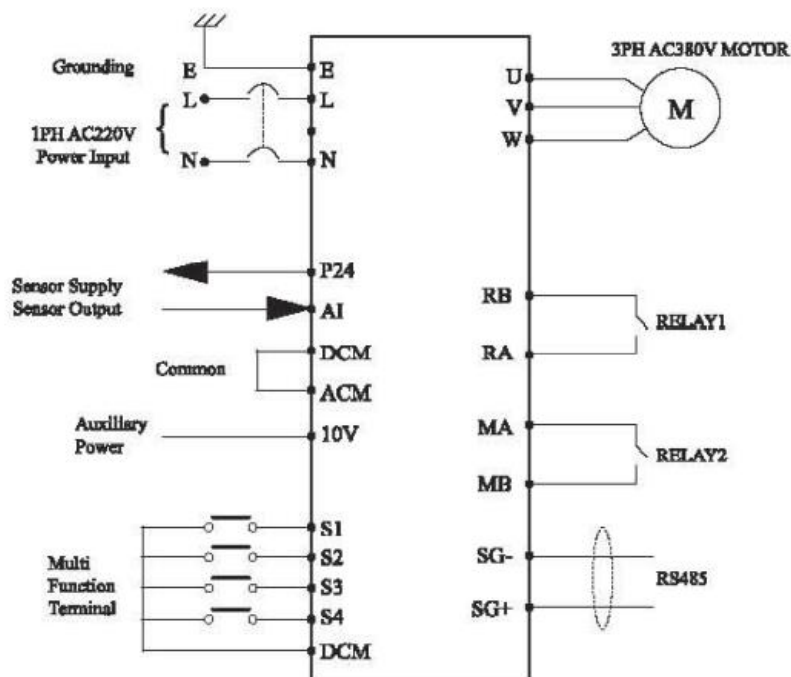 Grounding
E
E
L
L
1PH AC220V
Power Input
{
N
N
U
V
W
3PH AC380V MOTOR
M
P24
Sensor Supply
Sensor Output
AI
DCM
Common
ACM
Auxiliary
Power
10V
RB
RELAY1
RA
MA
RELAY2
MB
S1
S2
Multi
Function
Terminal
S3
S4
DCM
SG-
RS485
SG+